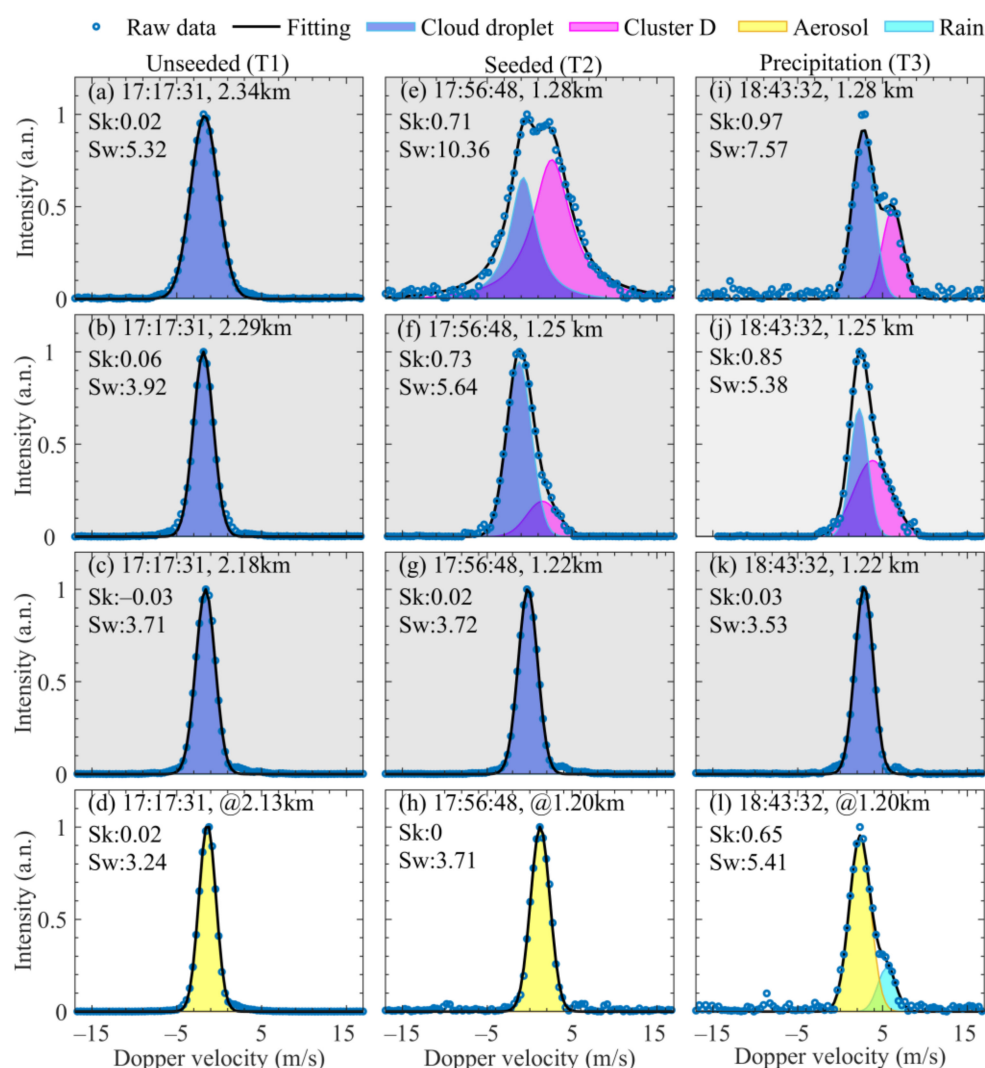 Raw data Fitting Cloud droplet Cluster D Aerosol Rain
Unseeded (T1) Seeded (T2) Precipitation (T3)
(a) 17:17:31, 2.34km
Sk:0.02
Sw:5.32
(e) 17:56:48, 1.28km
Sk:0.71
Sw:10.36
(i) 18:43:32, 1.28 km
Sk:0.97
Sw:7.57
Intensity (a.n.)
1
0.5
0
(b) 17:17:31, 2.29km
Sk:0.06
Sw:3.92
(f) 17:56:48, 1.25 km
Sk:0.73
Sw:5.64
(j) 18:43:32, 1.25 km
Sk:0.85
Sw:5.38
Intensity (a.n.)
1
0.5
0
(c) 17:17:31, 2.18km
Sk:–0.03
Sw:3.71
(g) 17:56:48, 1.22km
Sk:0.02
Sw:3.72
(k) 18:43:32, 1.22 km
Sk:0.03
Sw:3.53
Intensity (a.n.)
1
0.5
0
(d) 17:17:31, @2.13km
Sk:0.02
Sw:3.24
(h) 17:56:48, @1.20km
Sk:0
Sw:3.71
(l) 18:43:32, @1.20km
Sk:0.65
Sw:5.41
Intensity (a.n.)
1
0.5
0
–15 –5 5 15 –15 –5 5 15 –15 –5 5 15
Dopper velocity (m/s) Dopper velocity (m/s) Dopper velocity (m/s)